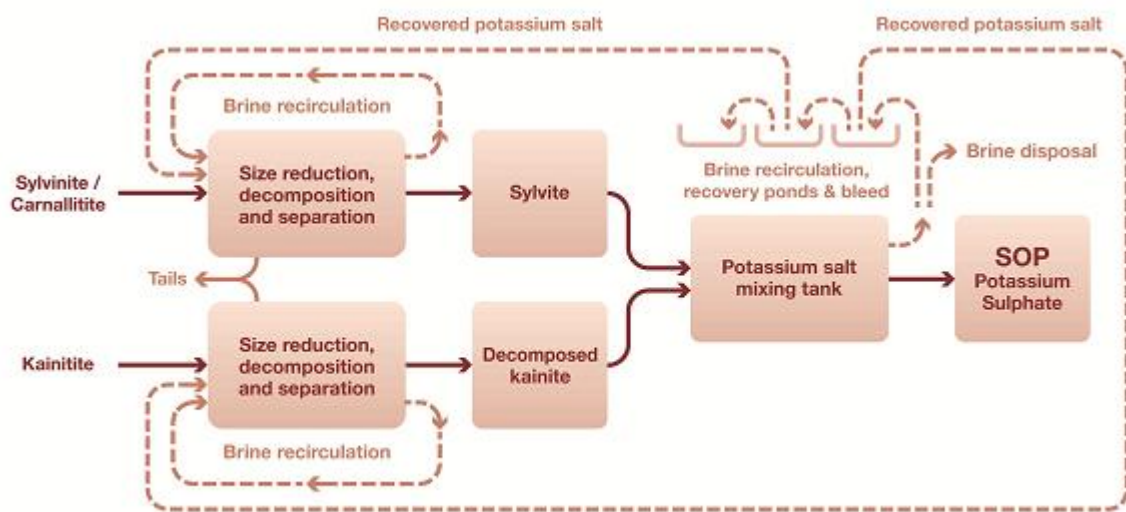 Recovered potassium salt
Recovered potassium salt
Brine recirculation
Sylvinite /
Carnallitite
Size reduction,
decomposition
and separation
Sylvite
Brine recirculation,
recovery ponds & bleed
Brine disposal
Tails
Potassium salt
mixing tank
SOP
Potassium
Sulphate
Kainitite
Size reduction,
decomposition
and separation
Decomposed
kainite
Brine recirculation